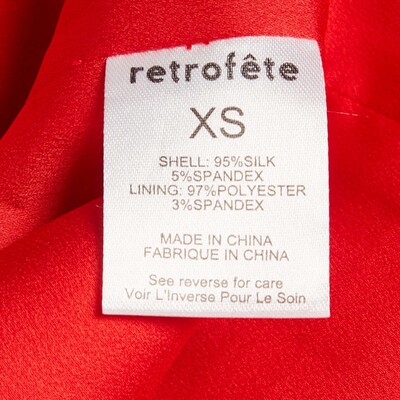 retrofête
XS
SHELL: 95%SILK
5%SPANDEX
LINING: 97%POLYESTER
3%SPANDEX
MADE IN CHINA
FABRIQUE IN CHINA
See reverse for care
Voir L'Inverse Pour Le Soin